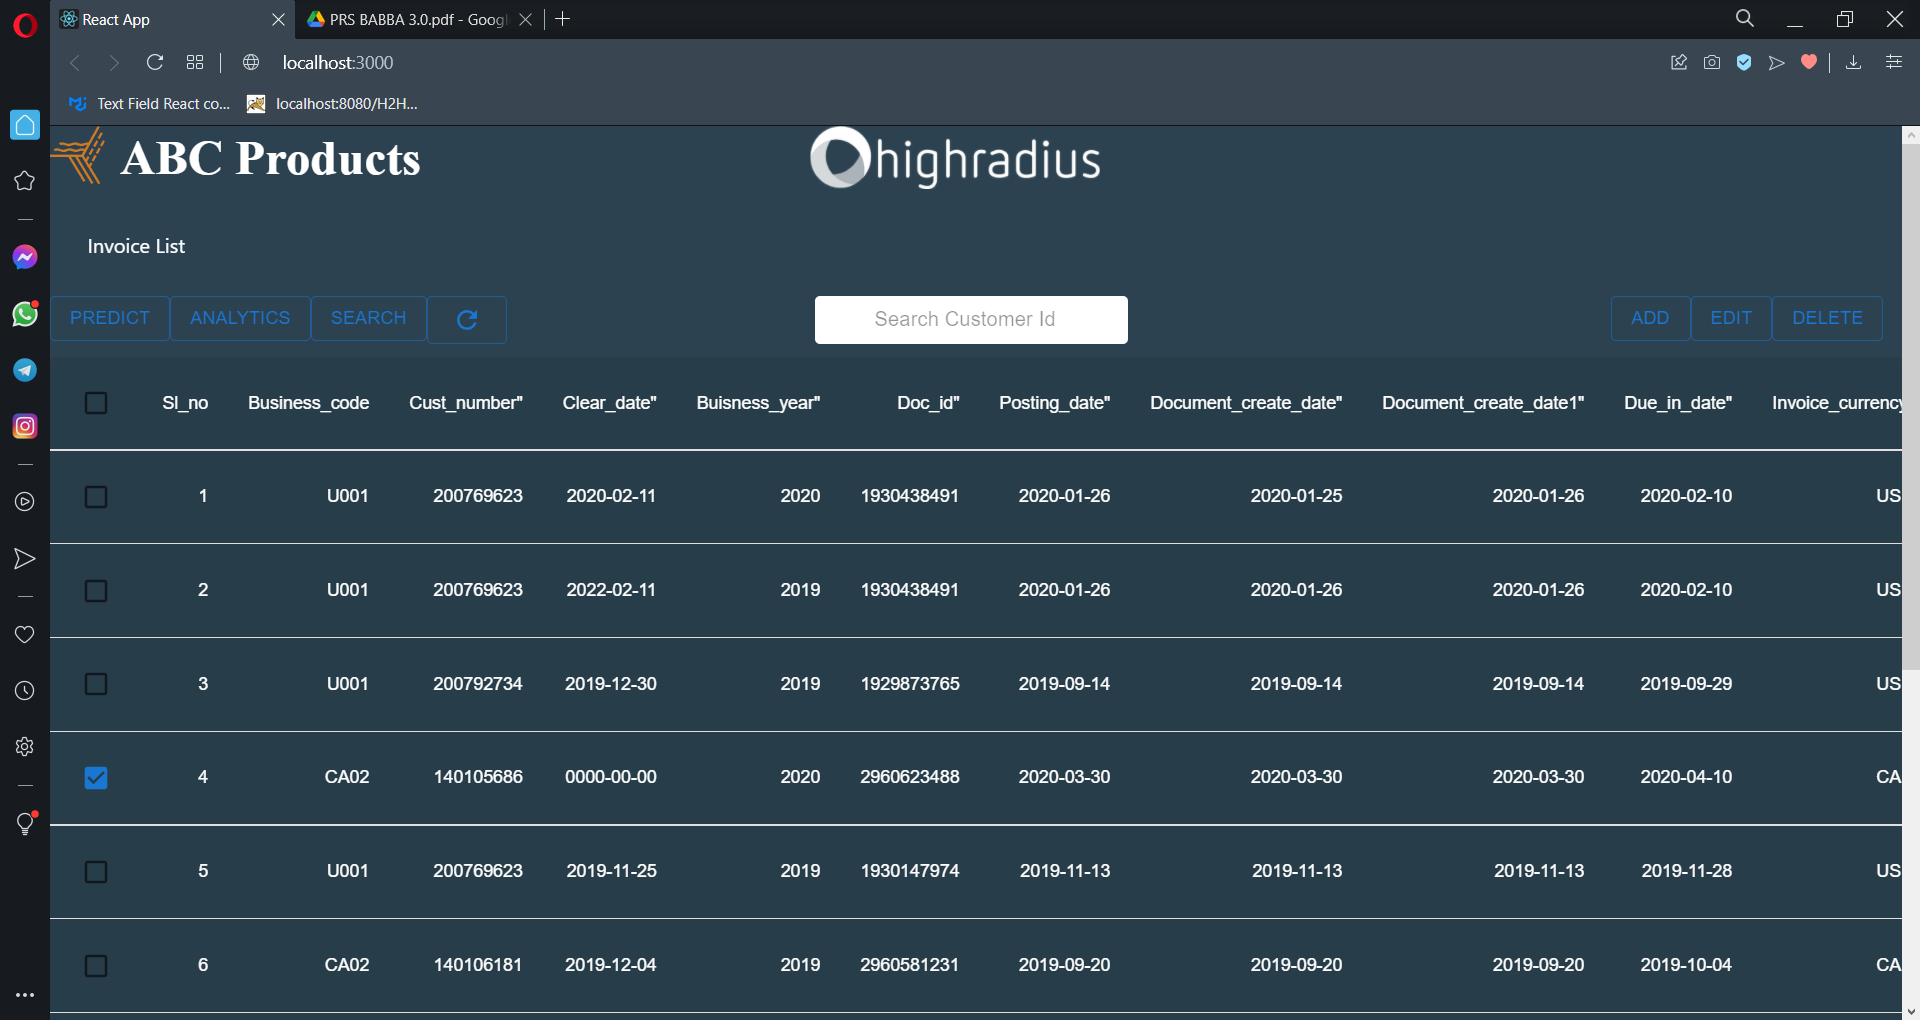 React App
PRS BABBA 3.0.pdf - Googl
localhost:3000
Text Field React co...
localhost:8080/H2H...
ABC Products
highradius
Invoice List
PREDICT ANALYTICS SEARCH
Search Customer Id
ADD EDIT DELETE
Sl_no Business_code Cust_number" Clear_date" Buisness_year" Doc_id" Posting_date" Document_create_date" Document_create_date1" Due_in_date" Invoice_currency
1 U001 200769623 2020-02-11 2020 1930438491 2020-01-26 2020-01-25 2020-01-26 2020-02-10 US
2 U001 200769623 2022-02-11 2019 1930438491 2020-01-26 2020-01-26 2020-01-26 2020-02-10 US
3 U001 200792734 2019-12-30 2019 1929873765 2019-09-14 2019-09-14 2019-09-14 2019-09-29 US
4 CA02 140105686 0000-00-00 2020 2960623488 2020-03-30 2020-03-30 2020-03-30 2020-04-10 CA
5 U001 200769623 2019-11-25 2019 1930147974 2019-11-13 2019-11-13 2019-11-13 2019-11-28 US
6 CA02 140106181 2019-12-04 2019 2960581231 2019-09-20 2019-09-20 2019-09-20 2019-10-04 CA